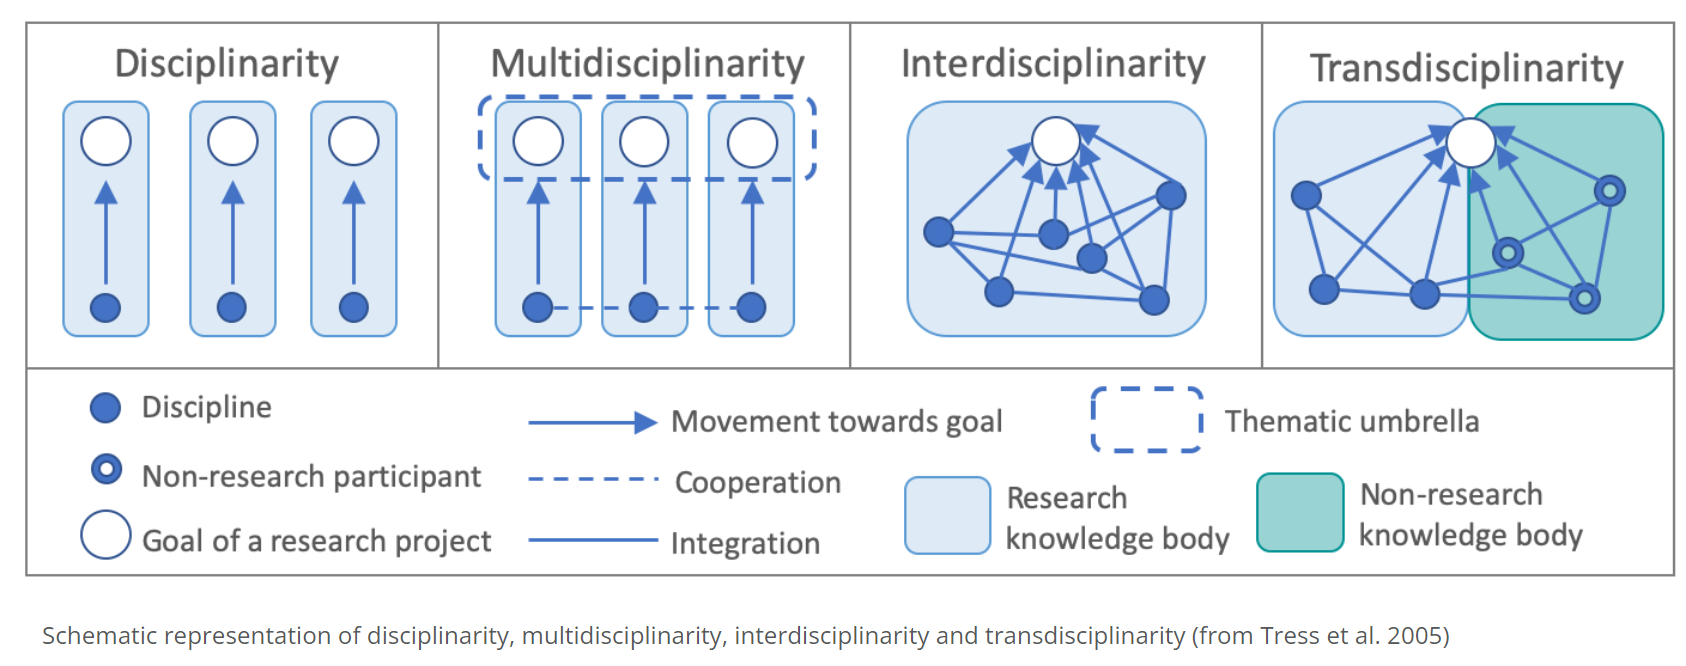 Disciplinarity
Multidisciplinarity
Interdisciplinarity
Transdisciplinarity
Discipline
Non-research participant
Goal of a research project
Movement towards goal
Cooperation
Integration
Thematic umbrella
Research
knowledge body
Non-research
knowledge body
Schematic representation of disciplinarity, multidisciplinarity, interdisciplinarity and transdisciplinarity (from Tress et al. 2005)